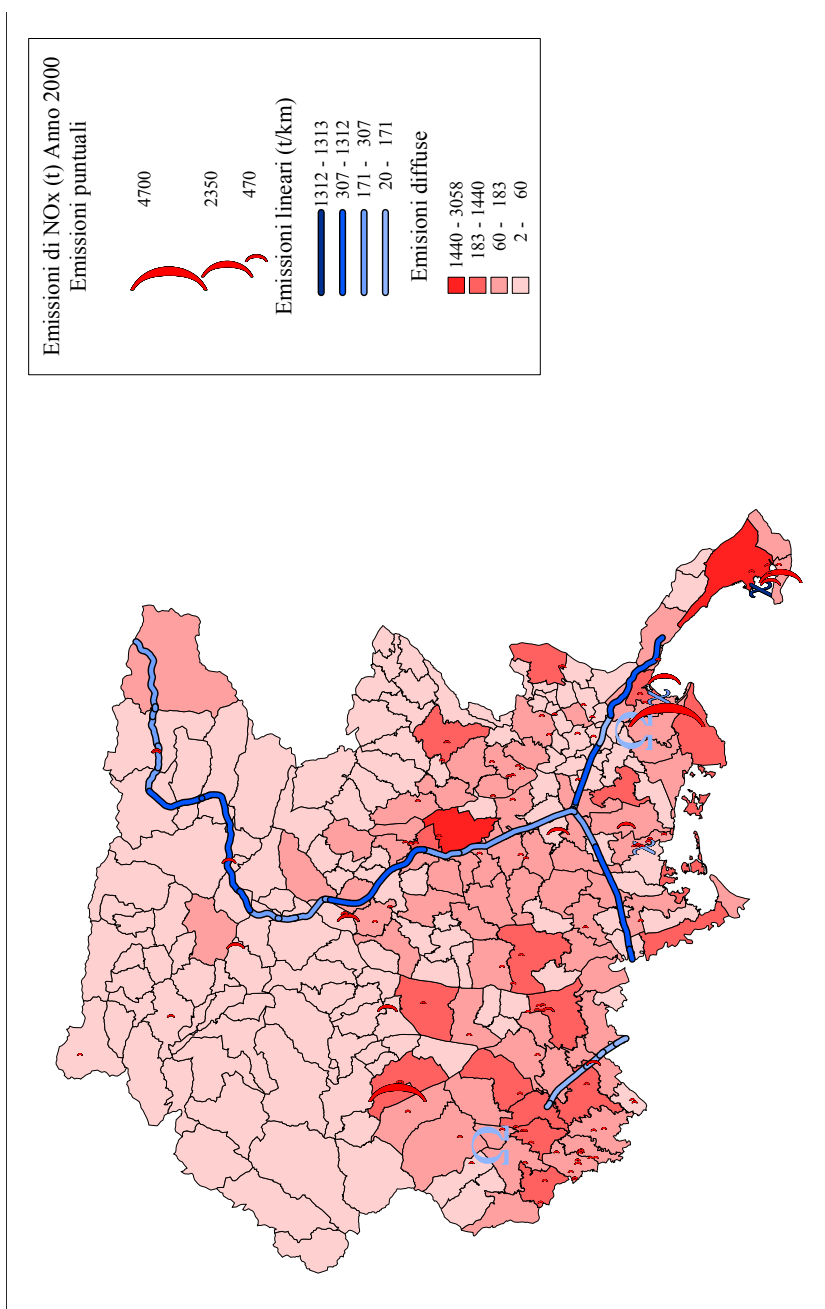 Emissioni di NOx (t) Anno 2000
Emissioni puntuali
4700
2350
470
Emissioni lineari (t/km)
1312 - 1313
307 - 1312
171 - 307
20 - 171
Emisioni diffuse
1440 - 3058
183 - 1440
60 - 183
2 - 60